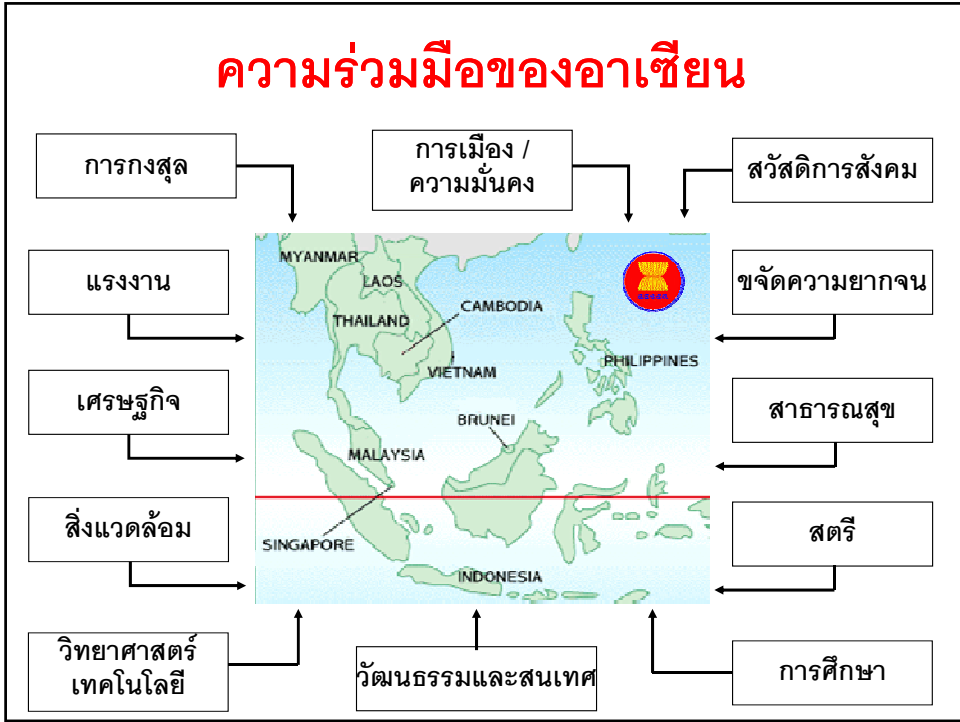 ความร่วมมือของอาเซียน
การกงสุล
การเมือง /
ความมั่นคง
สวัสดิการสังคม
แรงงาน
ขจัดความยากจน
เศรษฐกิจ
สาธารณสุข
สิ่งแวดล้อม
สตรี
วิทยาศาสตร์
เทคโนโลยี
วัฒนธรรมและสนเทศ
การศึกษา
MYANMAR
LAOS
CAMBODIA
THAILAND
VIETNAM
PHILIPPINES
BRUNEI
MALAYSIA
SINGAPORE
INDONESIA
asean